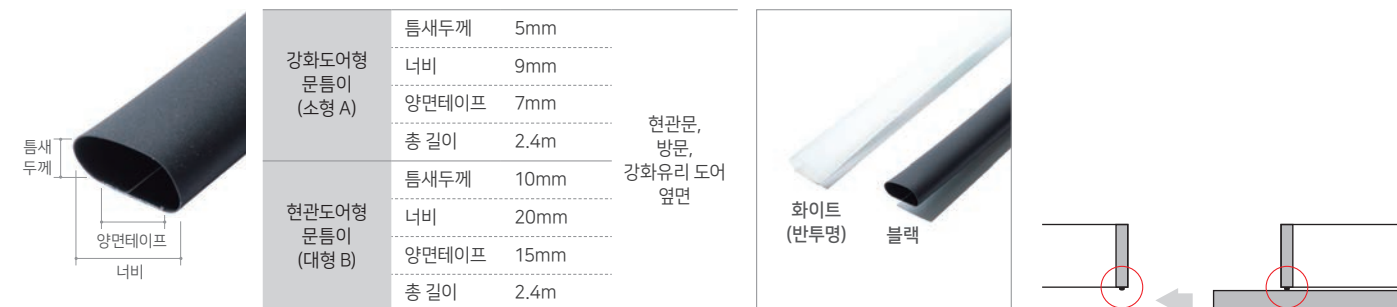 틈새
두께
양면테이프
너비
강화도어형
문틈이
(소형 A)
틈새두께 5mm
너비 9mm
양면테이프 7mm
총 길이 2.4m
현관도어형
문틈이
(대형 B)
틈새두께 10mm
너비 20mm
양면테이프 15mm
총 길이 2.4m
현관문,
방문,
강화유리 도어
옆면
화이트
(반투명)
블랙